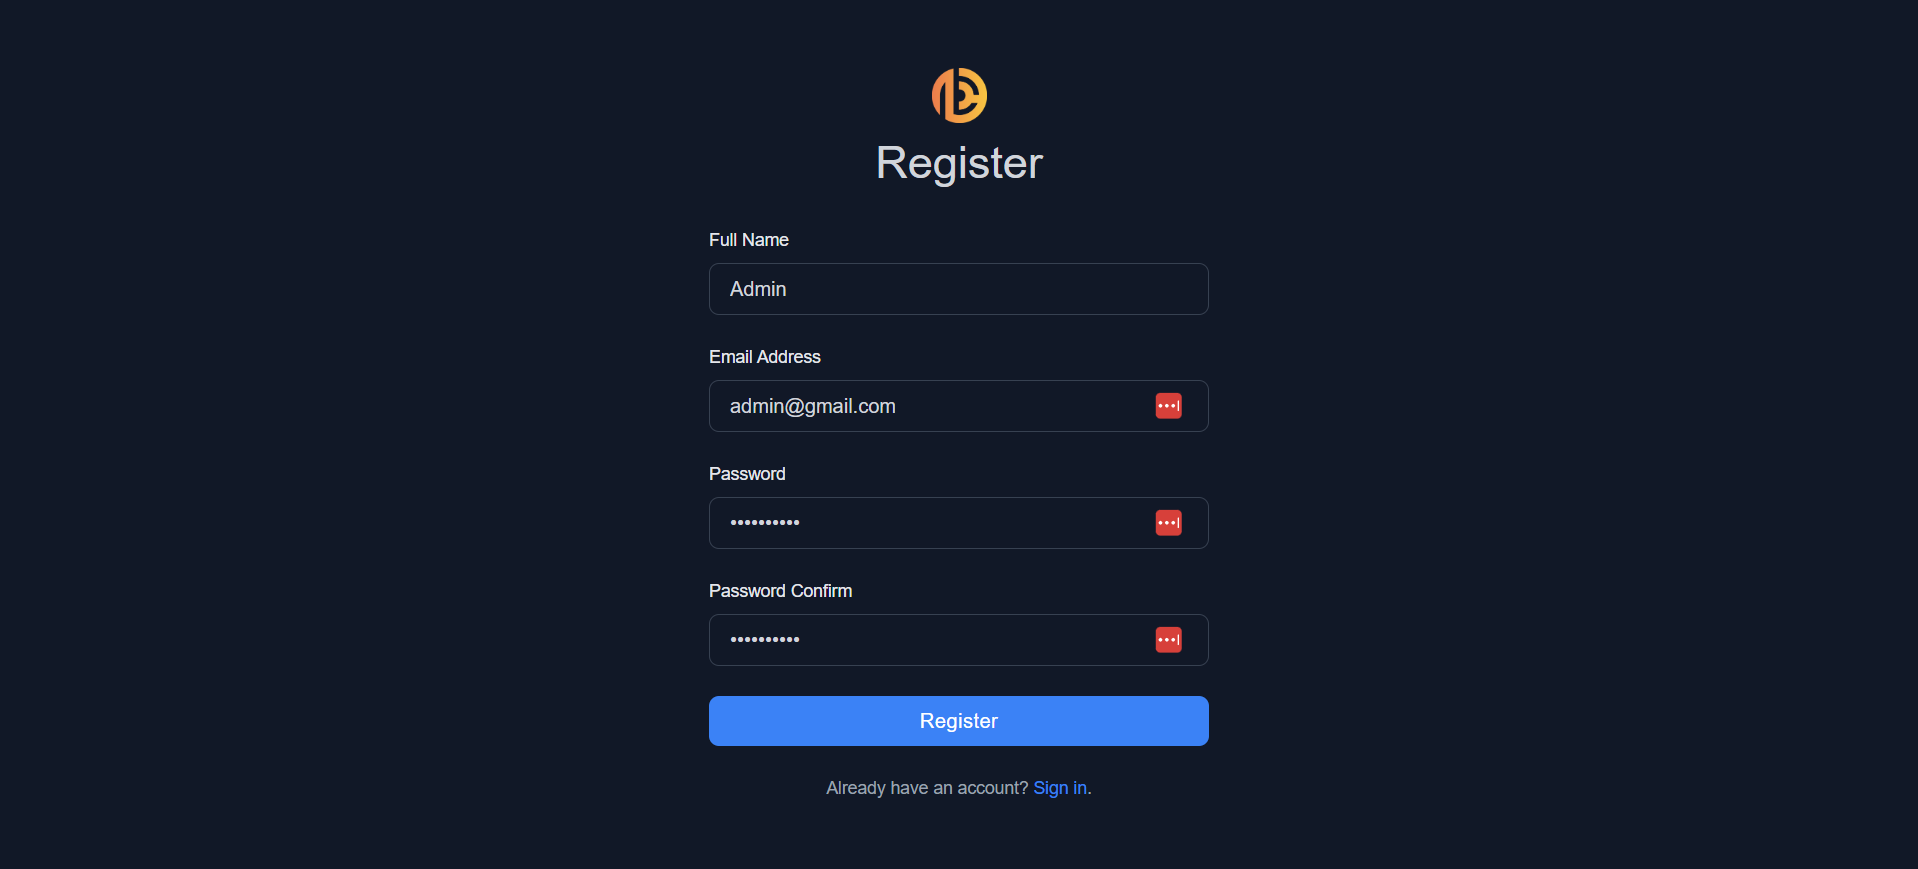 Register
Full Name
Admin
Email Address
admin@gmail.com
Password
••••••••••
Password Confirm
••••••••••
Register
Already have an account? Sign in.